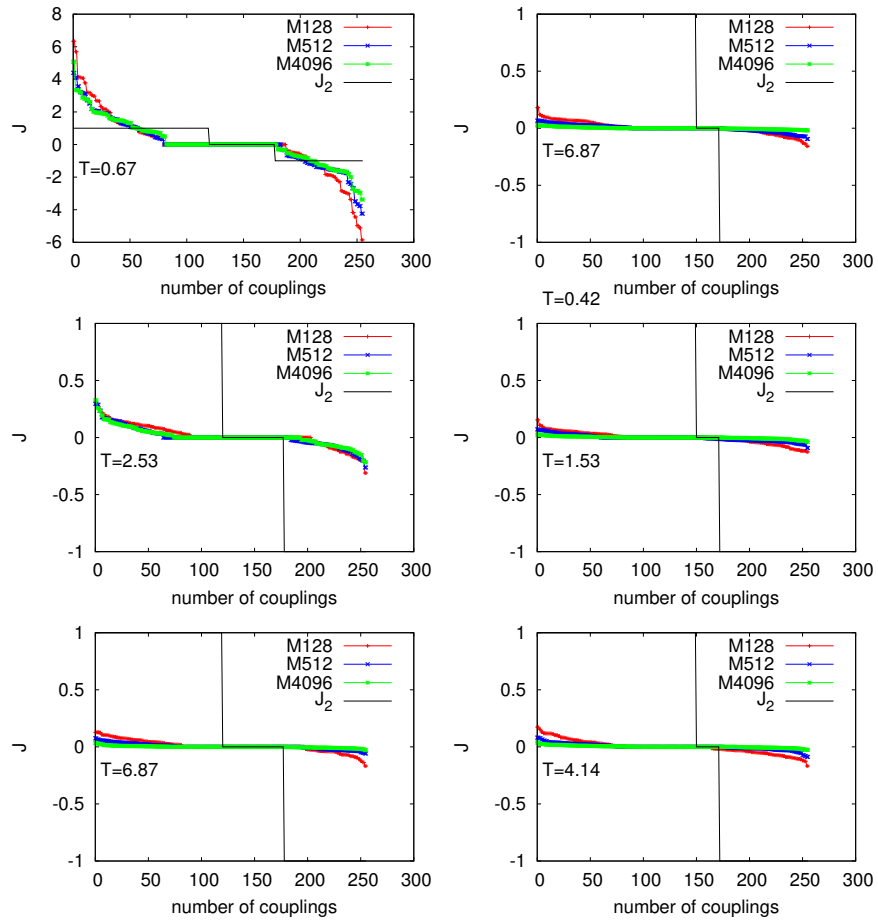 8
6
4
2
0
-2
-4
-6
J
M128
M512
M4096
J2
T=0.67
0 50 100 150 200 250 300
number of couplings
1
0.5
0
-0.5
-1
J
M128
M512
M4096
J2
T=6.87
0 50 100 150 200 250 300
number of couplings
T=0.42
1
0.5
0
-0.5
-1
J
M128
M512
M4096
J2
T=2.53
0 50 100 150 200 250 300
number of couplings
1
0.5
0
-0.5
-1
J
M128
M512
M4096
J2
T=1.53
0 50 100 150 200 250 300
number of couplings
1
0.5
0
-0.5
-1
J
M128
M512
M4096
J2
T=6.87
0 50 100 150 200 250 300
number of couplings
1
0.5
0
-0.5
-1
J
M128
M512
M4096
J2
T=4.14
0 50 100 150 200 250 300
number of couplings